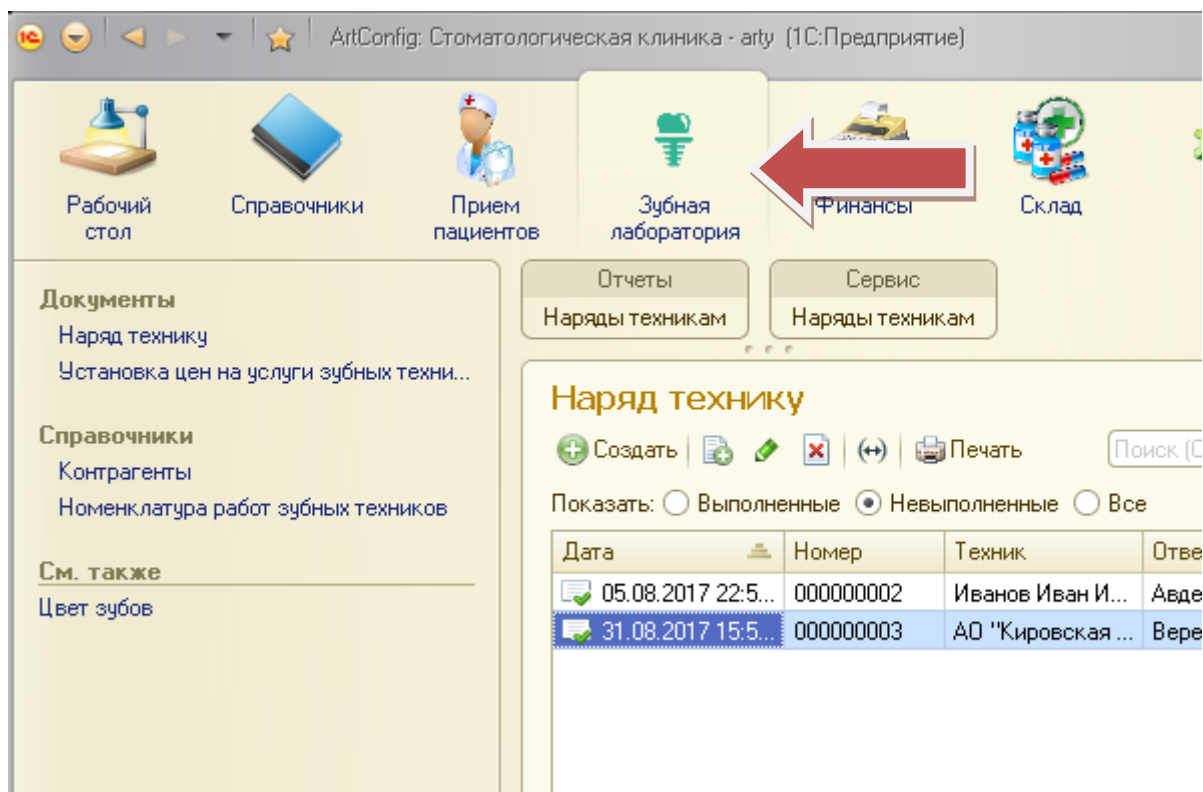 ArtConfig: Стоматологическая клиника - arty (1С:Предприятие)
Рабочий стол
Справочники
Прием пациентов
Зубная лаборатория
Финансы
Склад
Документы
Наряд технику
Установка цен на услуги зубных техни...
Справочники
Контрагенты
Номенклатура работ зубных техников
См. также
Цвет зубов
Отчеты
Наряды техникам
Сервис
Наряды техникам
Наряд технику
Создать Печать Поиск (С
Показать: Выполненные Невыполненные Все
Дата Номер Техник Отве
05.08.2017 22:5... 000000002 Иванов Иван И... Авде
31.08.2017 15:5... 000000003 АО "Кировская ... Вере